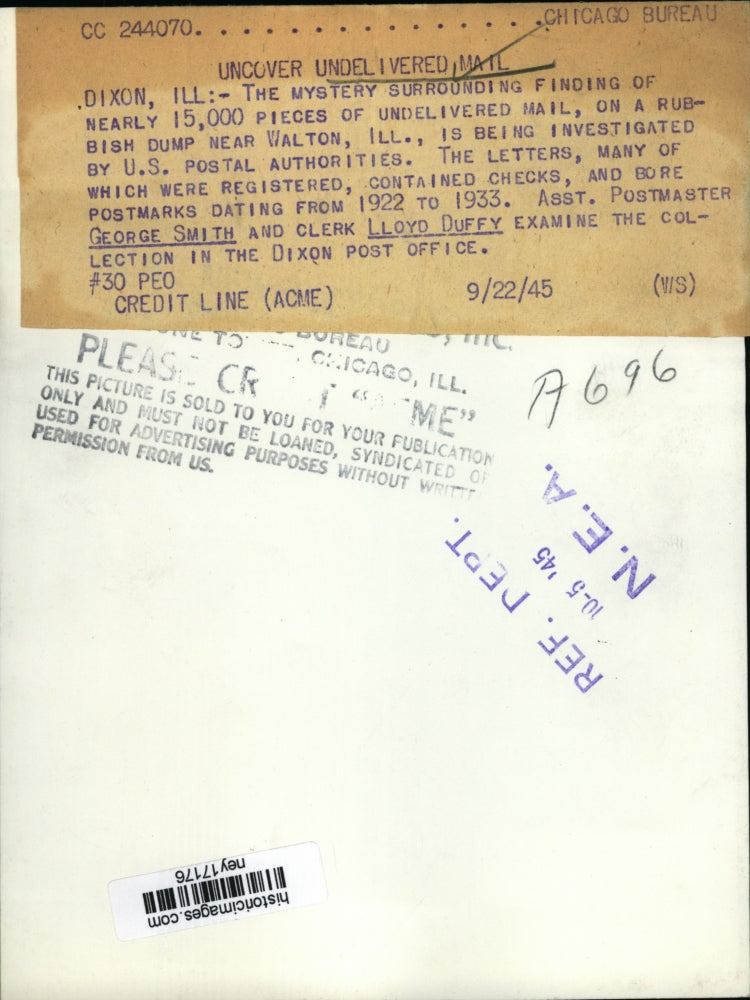 CC 244070. . . . . . . . . . . . . . . .CHICAGO BUREAU
UNCOVER UNDELIVERED MAIL
DIXON, ILL:- THE MYSTERY SURROUNDING FINDING OF
NEARLY 15,000 PIECES OF UNDELIVERED MAIL, ON A RUB-
BISH DUMP NEAR WALTON, ILL., IS BEING INVESTIGATED
BY U.S. POSTAL AUTHORITIES. THE LETTERS, MANY OF
WHICH WERE REGISTERED, CONTAINED CHECKS, AND BORE
POSTMARKS DATING FROM 1922 TO 1933. ASST. POSTMASTER
GEORGE SMITH AND CLERK LLOYD DUFFY EXAMINE THE COL-
LECTION IN THE DIXON POST OFFICE.
#30 PEO
CREDIT LINE (ACME) 9/22/45 (WS)
BUREAU
CHICAGO, ILL.
PLEAS
THIS PICTURE IS SOLD TO YOU FOR YOUR PUBLICATION
ONLY AND MUST NOT BE LOANED, SYNDICATED
USED FOR ADVERTISING PURPOSES WITHOUT
PERMISSION FROM US.
A696
REF. DEPT.
10-5 '45
N.E.A.
ney17176
historicimages.com